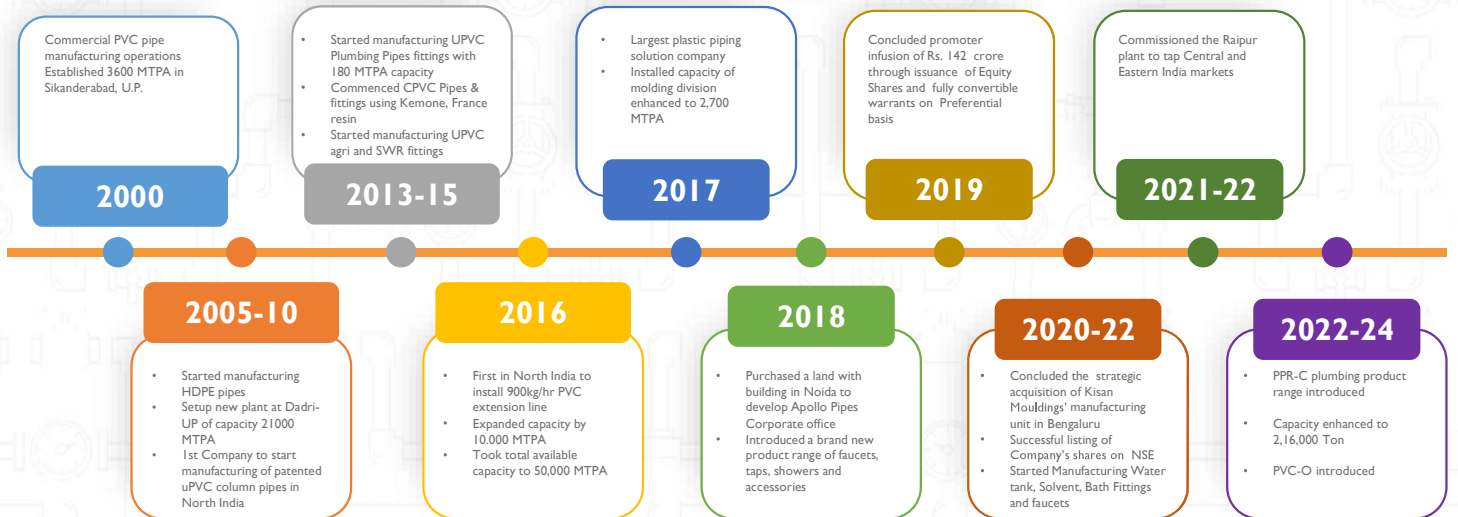 Commercial PVC pipe
manufacturing operations
Established 3600 MTPA in
Sikanderabad, U.P.
2000
• Started manufacturing UPVC
Plumbing Pipes fittings with
180 MTPA capacity
• Commenced CPVC Pipes &
fittings using Kemone, France
resin
• Started manufacturing UPVC
agri and SWR fittings
2013-15
• Largest plastic piping
solution company
• Installed capacity of
molding division
enhanced to 2,700
MTPA
2017
Concluded promoter
infusion of Rs. 142 crore
through issuance of Equity
Shares and fully convertible
warrants on Preferential
basis
2019
Commissioned the Raipur
plant to tap Central and
Eastern India markets
2021-22
2005-10
• Started manufacturing
HDPE pipes
• Setup new plant at Dadri-
UP of capacity 21000
MTPA
• 1st Company to start
manufacturing of patented
uPVC column pipes in
North India
2016
• First in North India to
install 900kg/hr PVC
extension line
• Expanded capacity by
10.000 MTPA
• Took total available
capacity to 50,000 MTPA
2018
• Purchased a land with
building in Noida to
develop Apollo Pipes
Corporate office
• Introduced a brand new
product range of faucets,
taps, showers and
accessories
2020-22
• Concluded the strategic
acquisition of Kisan
Mouldings' manufacturing
unit in Bengaluru
• Successful listing of
Company's shares on NSE
• Started Manufacturing Water
tank, Solvent, Bath Fittings
and faucets
2022-24
• PPR-C plumbing product
range introduced
• Capacity enhanced to
2,16,000 Ton
• PVC-O introduced